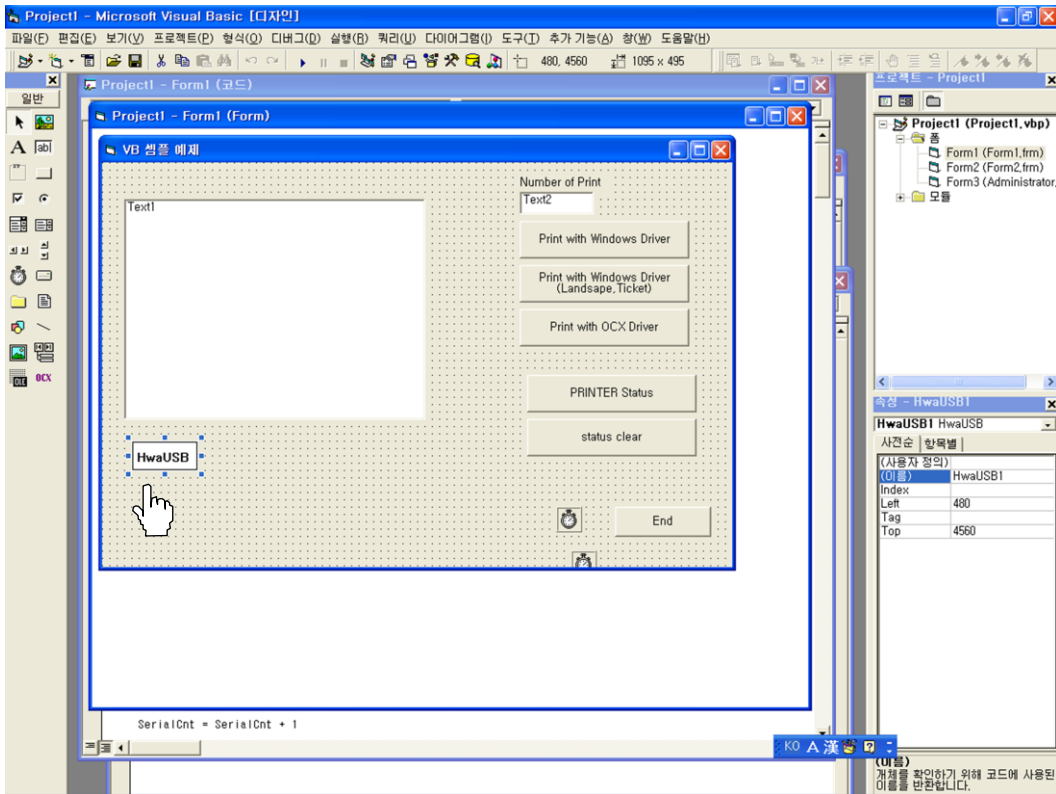 Project1 - Microsoft Visual Basic [디자인]
파일(F) 편집(E) 보기(V) 프로젝트(P) 형식(O) 디버그(D) 실행(R) 쿼리(U) 다이어그램(I) 도구(T) 추가 기능(A) 창(W) 도움말(H)
480, 4560 1095 x 495
일반
Project1 - Form1 (코드)
Project1 - Form1 (Form)
VB 샘플 예제
Number of Print
Text1
Text2
Print with Windows Driver
Print with Windows Driver
(Landsape,Ticket)
Print with OCX Driver
PRINTER Status
status clear
HwaUSB
End
SerialCnt = SerialCnt + 1
A
abl
OLE
OCX
KO A 漢
프로젝트 - Project1
Project1 (Project1.vbp)
폼
Form1 (Form1.frm)
Form2 (Form2.frm)
Form3 (Administrator.
모듈
속성 - HwaUSB1
HwaUSB1 HwaUSB
사전순 항목별
(사용자 정의)
(이름) HwaUSB1
Index
Left 480
Tag
Top 4560
(이름)
개체를 확인하기 위해 코드에 사용된
이름을 반환합니다.